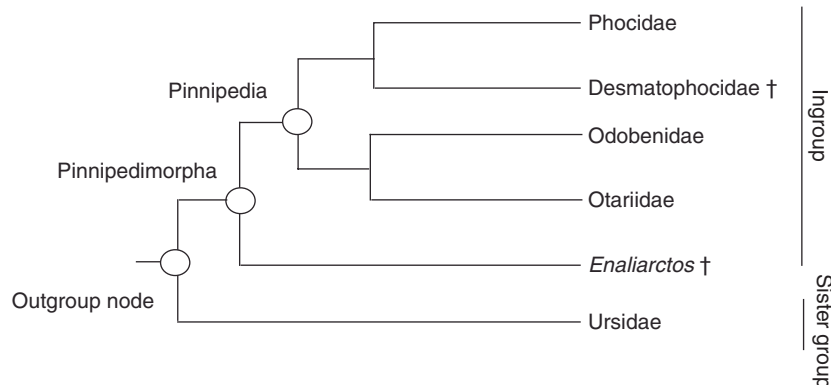 Phocidae
Pinnipedia
Desmatophocidae †
Odobenidae
Pinnipedimorpha
Otariidae
Enaliarctos †
Outgroup node
Ursidae
Ingroup
Sister group